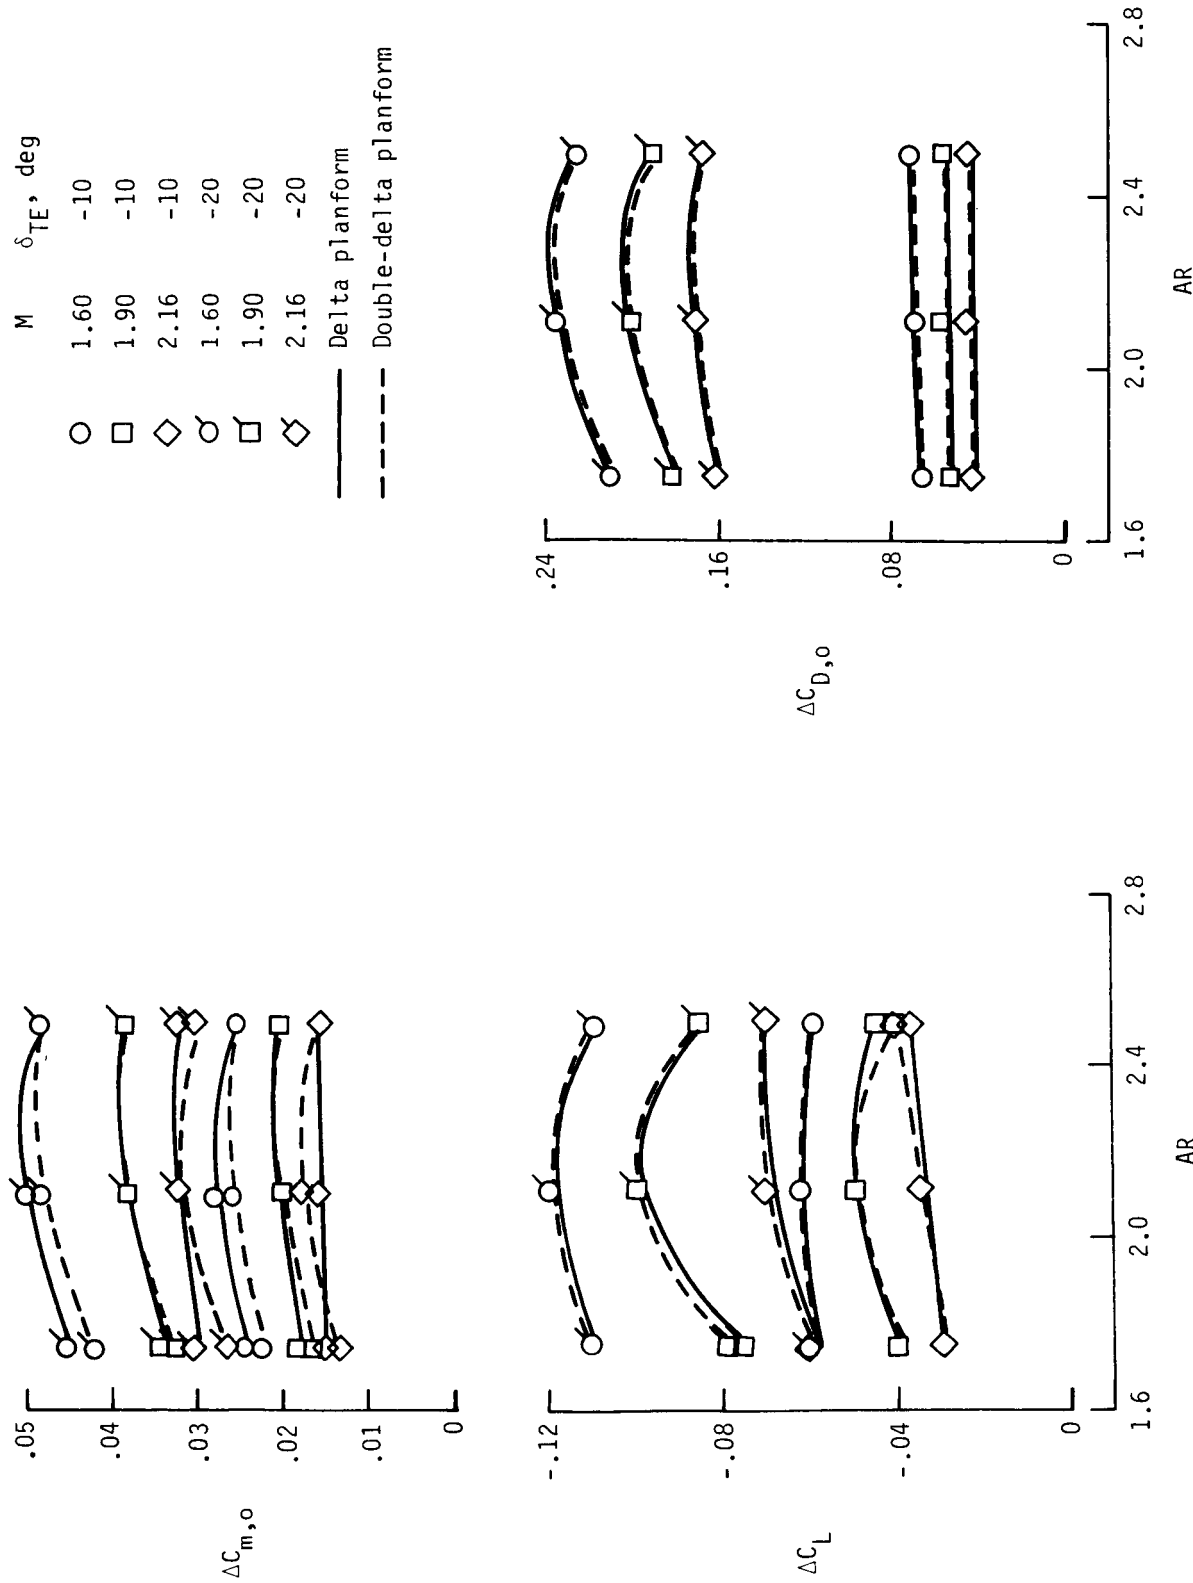 M δTE, deg
1.60 -10
1.90 -10
2.16 -10
1.60 -20
1.90 -20
2.16 -20
Delta planform
Double-delta planform
ΔCm,o
.05
.04
.03
.02
.01
0
ΔCL
-.12
-.08
-.04
0
1.6 2.0 2.4 2.8
AR
ΔCD,o
.24
.16
.08
0
1.6 2.0 2.4 2.8
AR